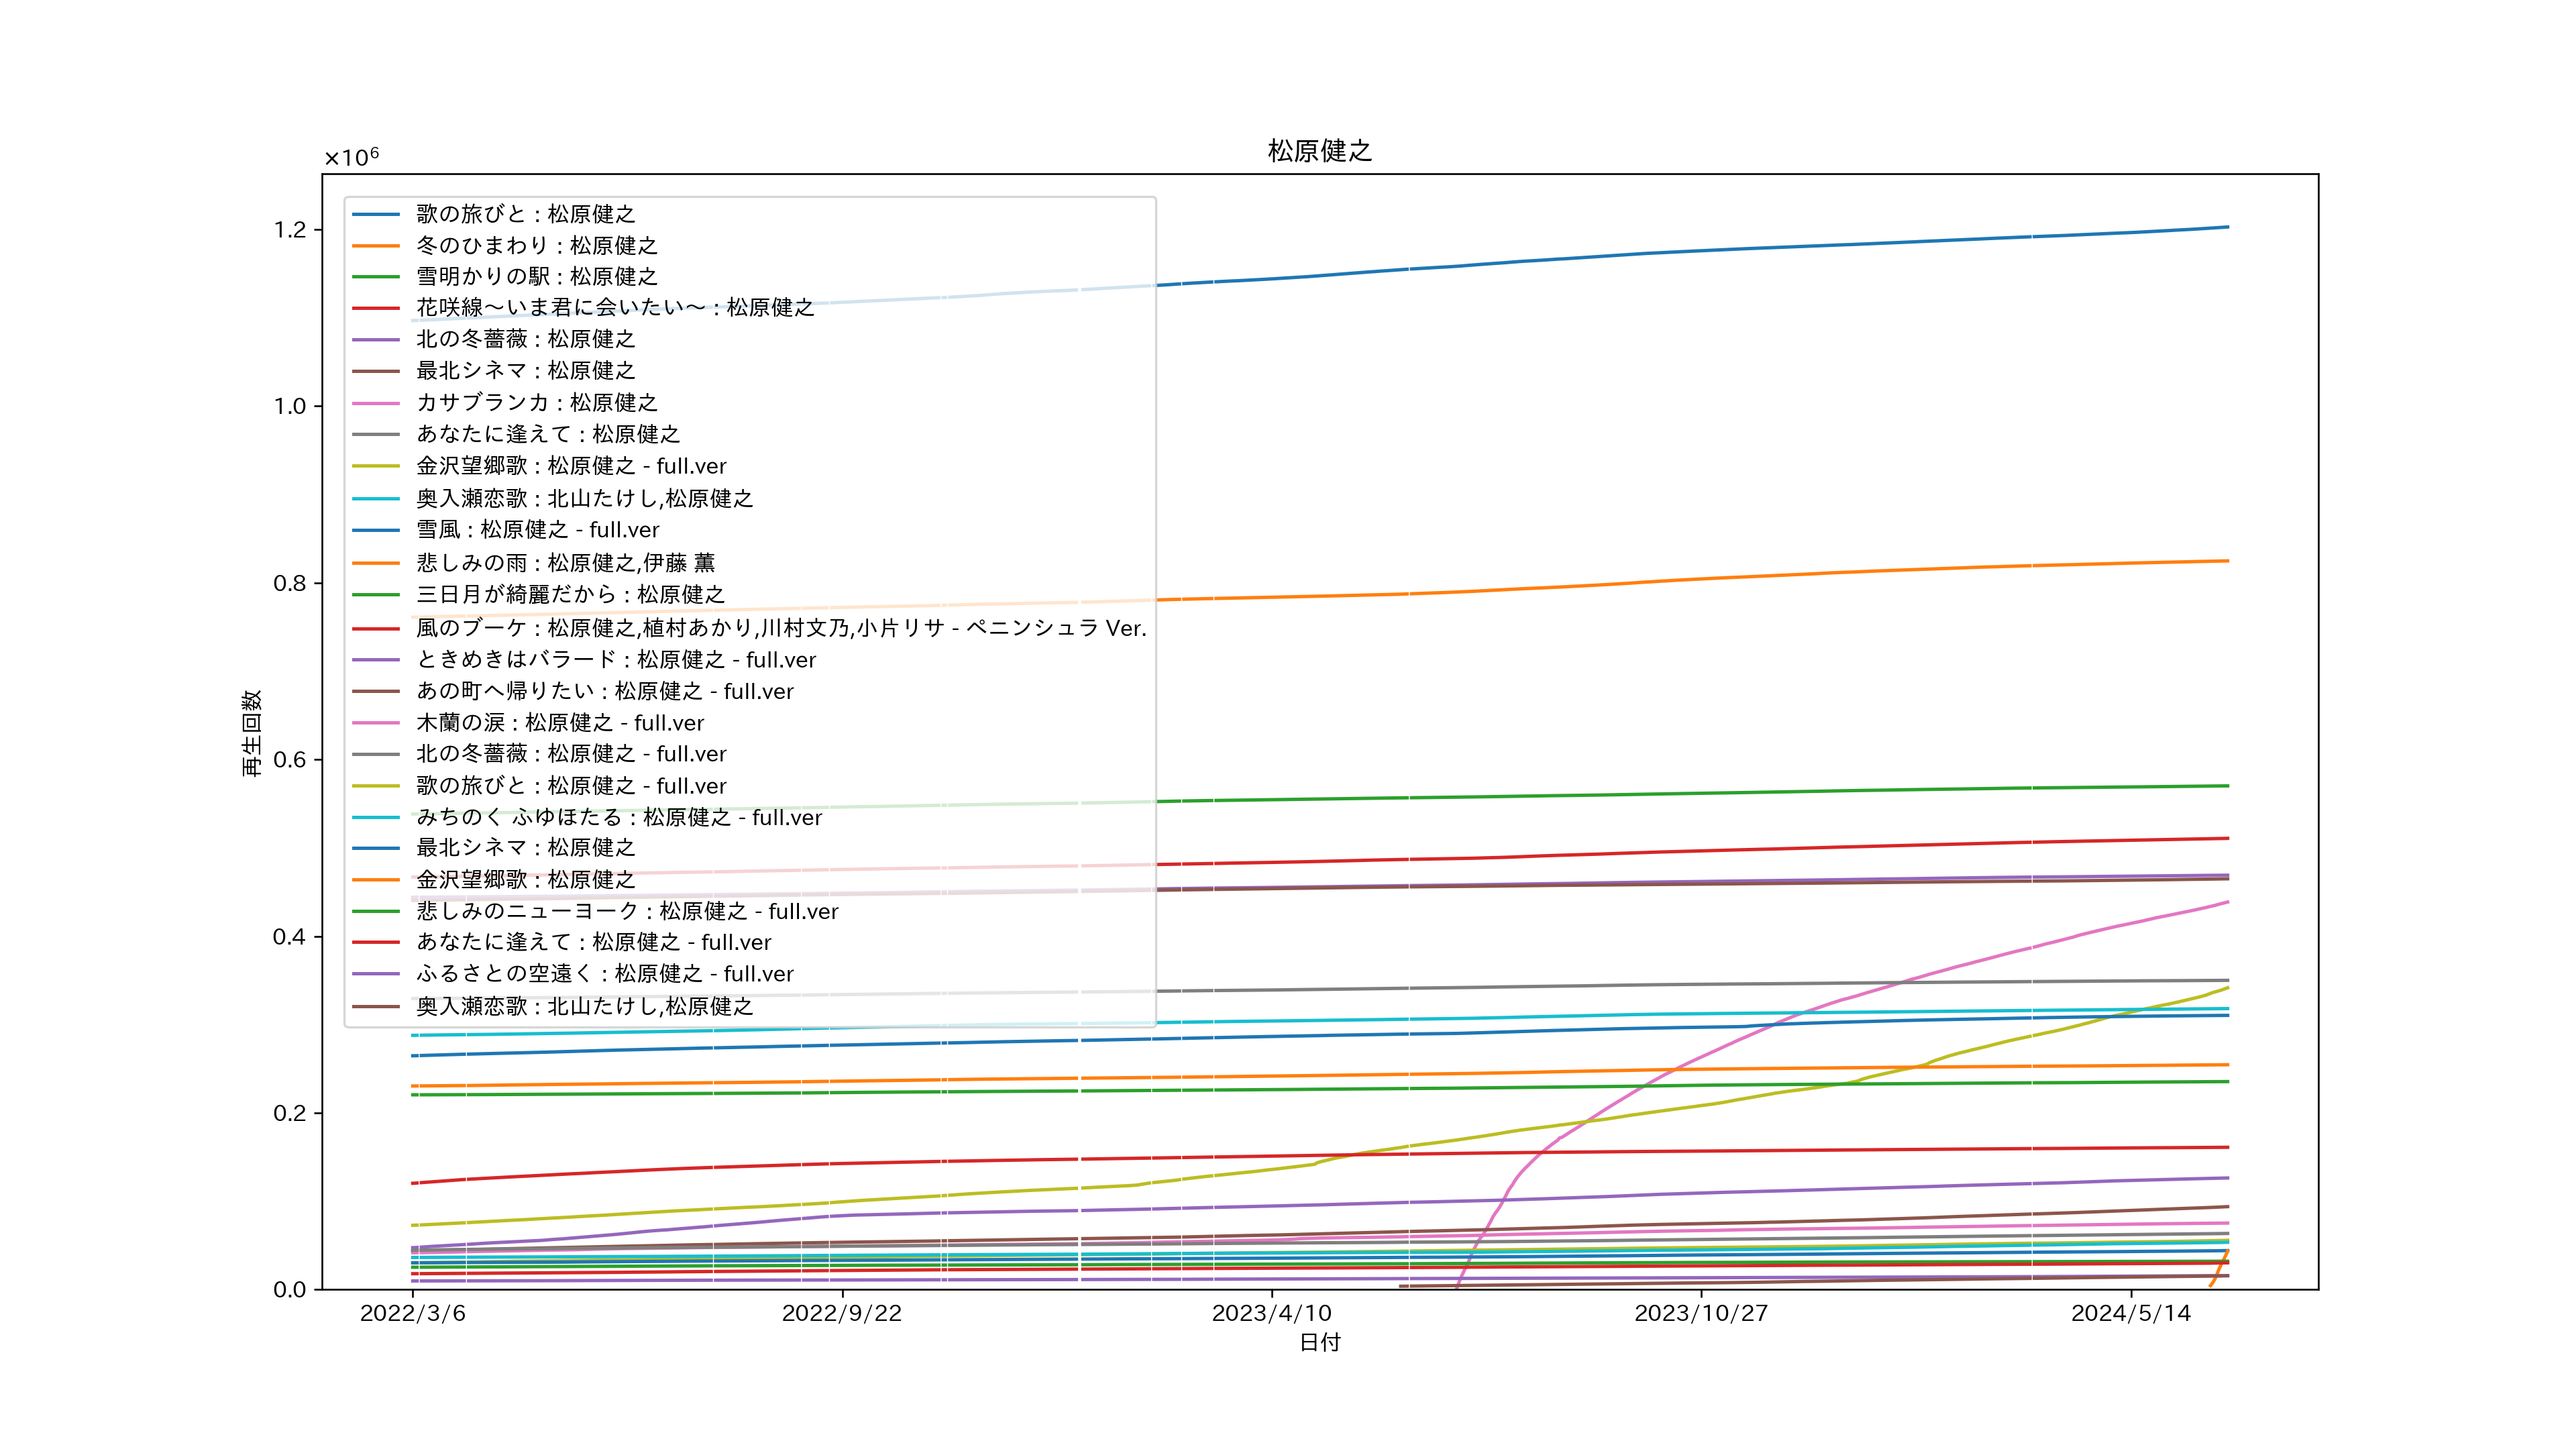 松原健之
×10⁶
1.2
1.0
0.8
0.6
0.4
0.2
0.0
再生回数
歌の旅びと : 松原健之
冬のひまわり : 松原健之
雪明かりの駅 : 松原健之
花咲線～いま君に会いたい～ : 松原健之
北の冬薔薇 : 松原健之
最北シネマ : 松原健之
カサブランカ : 松原健之
あなたに逢えて : 松原健之
金沢望郷歌 : 松原健之 - full.ver
奥入瀬恋歌 : 北山たけし,松原健之
雪風 : 松原健之 - full.ver
悲しみの雨 : 松原健之,伊藤 薫
三日月が綺麗だから : 松原健之
風のブーケ : 松原健之,植村あかり,川村文乃,小片リサ - ペニンシュラ Ver.
ときめきはバラード : 松原健之 - full.ver
あの町へ帰りたい : 松原健之 - full.ver
木蘭の涙 : 松原健之 - full.ver
北の冬薔薇 : 松原健之 - full.ver
歌の旅びと : 松原健之 - full.ver
みちのく ふゆほたる : 松原健之 - full.ver
最北シネマ : 松原健之
金沢望郷歌 : 松原健之
悲しみのニューヨーク : 松原健之 - full.ver
あなたに逢えて : 松原健之 - full.ver
ふるさとの空遠く : 松原健之 - full.ver
奥入瀬恋歌 : 北山たけし,松原健之
2022/3/6
2022/9/22
2023/4/10
2023/10/27
2024/5/14
日付